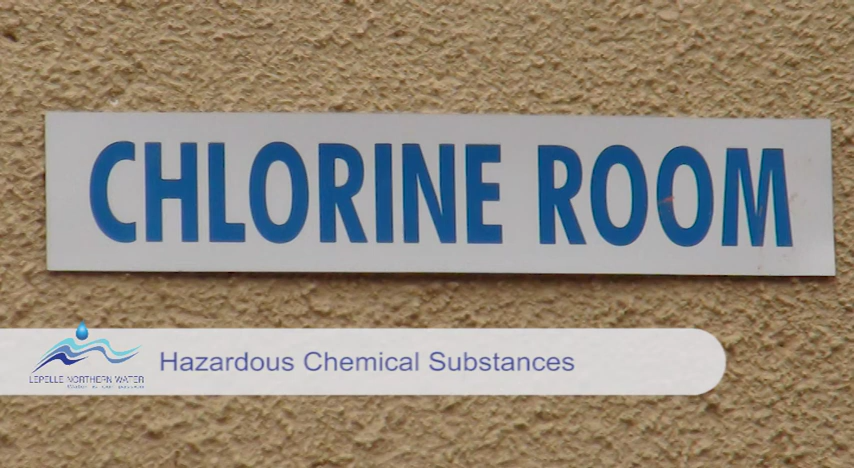 CHLORINE ROOM
Hazardous Chemical Substances
LEPELLE NORTHERN WATER